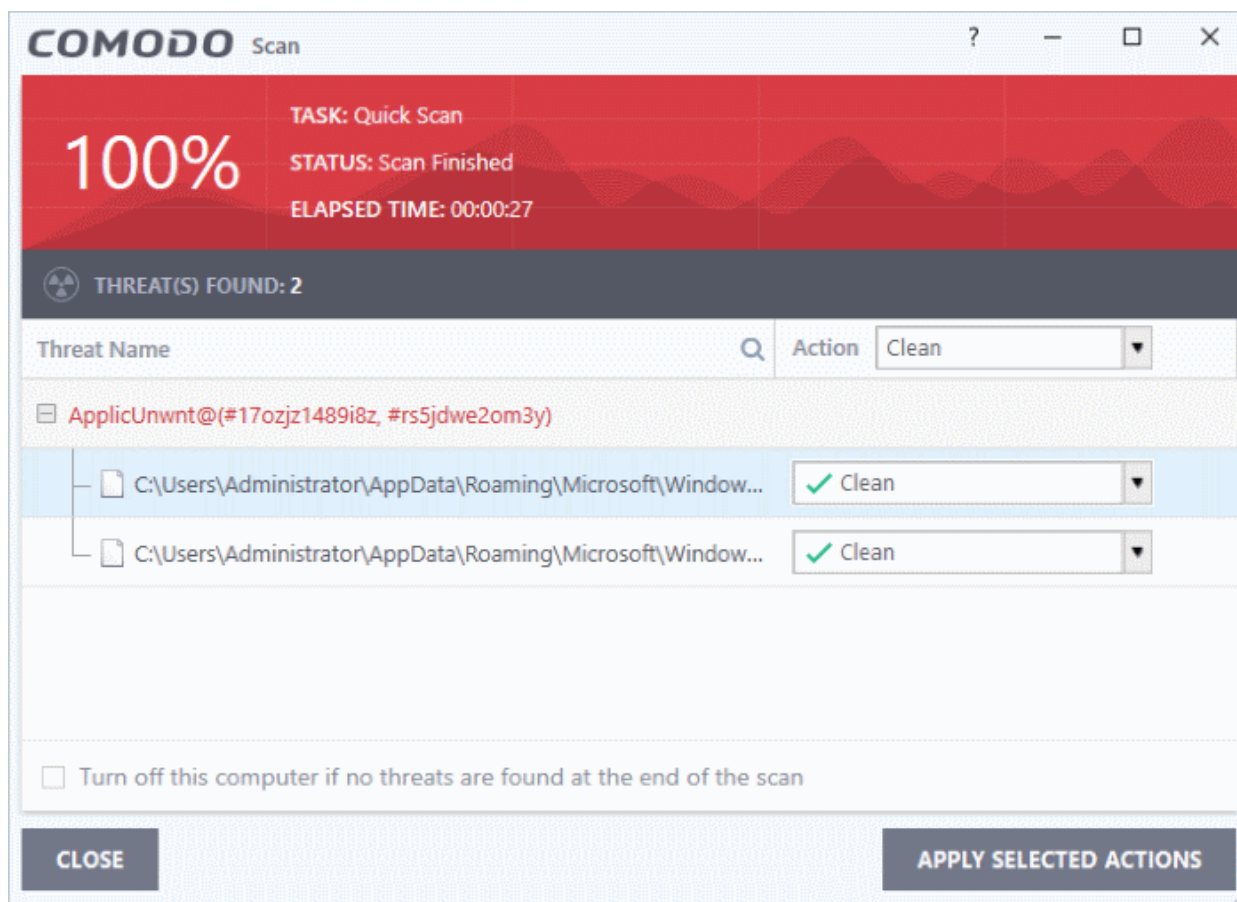 COMODO Scan
?
100%
TASK: Quick Scan
STATUS: Scan Finished
ELAPSED TIME: 00:00:27
THREAT(S) FOUND: 2
Threat Name
Action Clean
ApplicUnwnt@(#17ozjz1489i8z, #rs5jdwe2om3y)
C:\Users\Administrator\AppData\Roaming\Microsoft\Window... Clean
C:\Users\Administrator\AppData\Roaming\Microsoft\Window... Clean
Turn off this computer if no threats are found at the end of the scan
CLOSE
APPLY SELECTED ACTIONS